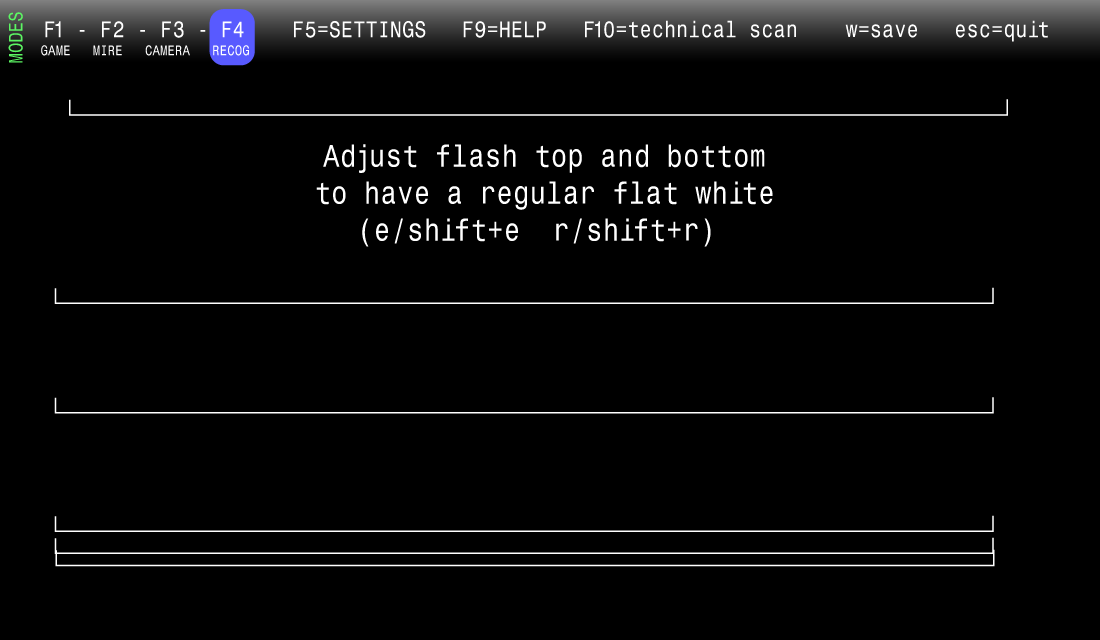 MODES
F1 - F2 - F3 - F4 F5=SETTINGS F9=HELP F10=technical scan w=save esc=quit
GAME MIRE CAMERA RECOG
Adjust flash top and bottom
to have a regular flat white
(e/shift+e r/shift+r)